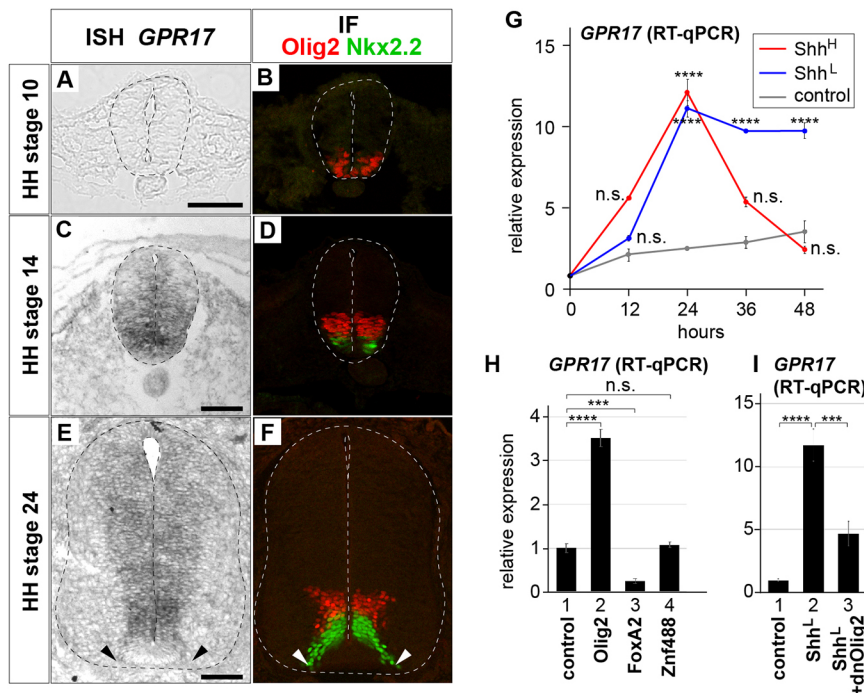 ISH GPR17
IF
Olig2 Nkx2.2
HH stage 10
A
B
HH stage 14
C
D
HH stage 24
E
F
G
GPR17 (RT-qPCR)
Shh^H
Shh^L
control
relative expression
15
10
5
0
0 12 24 36 48
hours
n.s.
n.s.
****
****
****
n.s.
****
n.s.
H
GPR17 (RT-qPCR)
n.s.
***
****
relative expression
4
3
2
1
0
1 2 3 4
control
Olig2
FoxA2
Znf488
I
GPR17
(RT-qPCR)
**** ***
15
10
5
0
1 2 3
control
Shh^L
Shh^L
+dnOlig2